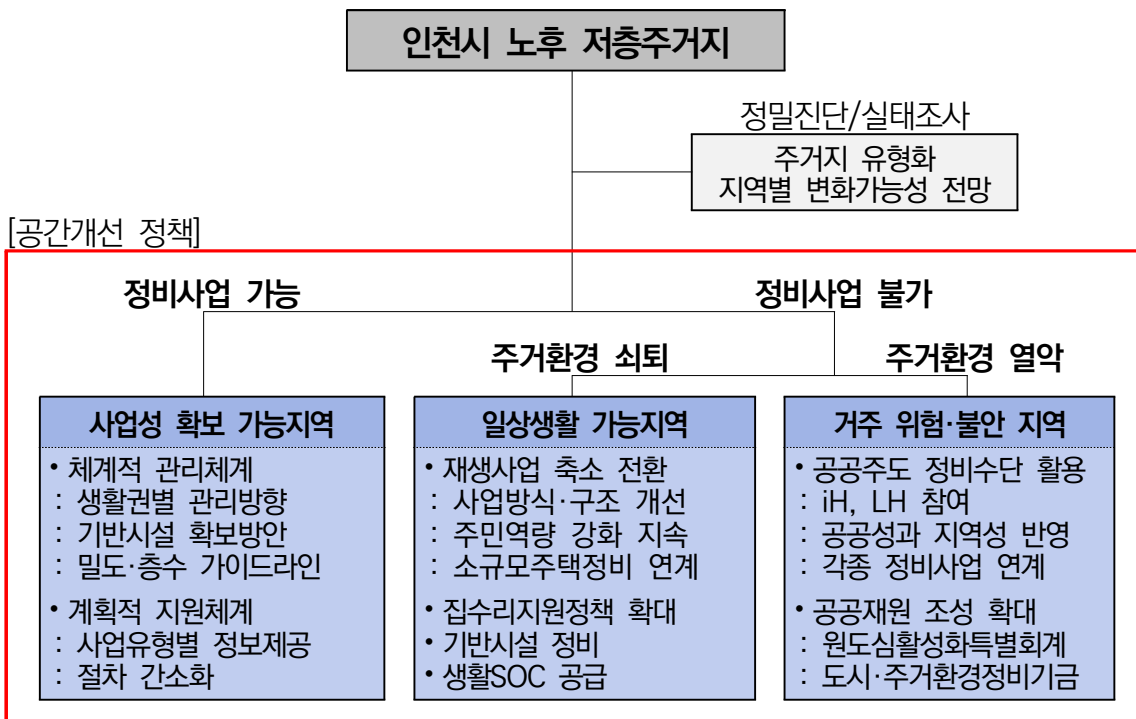 인천시 노후 저층주거지
정밀진단/실태조사
주거지 유형화
지역별 변화가능성 전망
[공간개선 정책]
정비사업 가능
정비사업 불가
주거환경 쇠퇴
주거환경 열악
사업성 확보 가능지역
• 체계적 관리체계
: 생활권별 관리방향
: 기반시설 확보방안
: 밀도·층수 가이드라인
• 계획적 지원체계
: 사업유형별 정보제공
: 절차 간소화
일상생활 가능지역
• 재생사업 축소 전환
: 사업방식·구조 개선
: 주민역량 강화 지속
: 소규모주택정비 연계
• 집수리지원정책 확대
• 기반시설 정비
• 생활SOC 공급
거주 위험·불안 지역
• 공공주도 정비수단 활용
: iH, LH 참여
: 공공성과 지역성 반영
: 각종 정비사업 연계
• 공공재원 조성 확대
: 원도심활성화특별회계
: 도시·주거환경정비기금